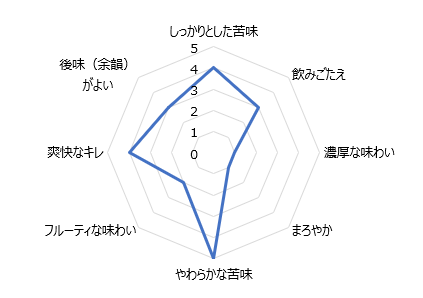 しっかりとした苦味
飲みごたえ
濃厚な味わい
まろやか
やわらかな苦味
フルーティな味わい
爽快なキレ
後味（余韻）
がよい
5
4
3
2
1
0